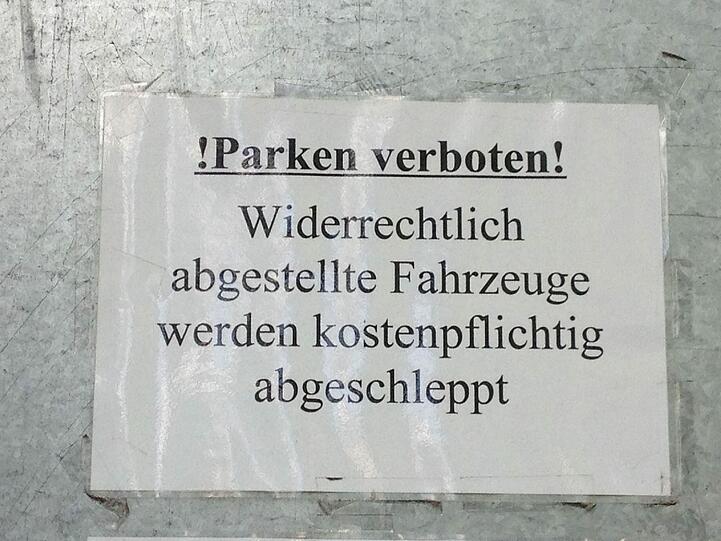 !Parken verboten!
Widerrechtlich
abgestellte Fahrzeuge
werden kostenpflichtig
abgeschleppt